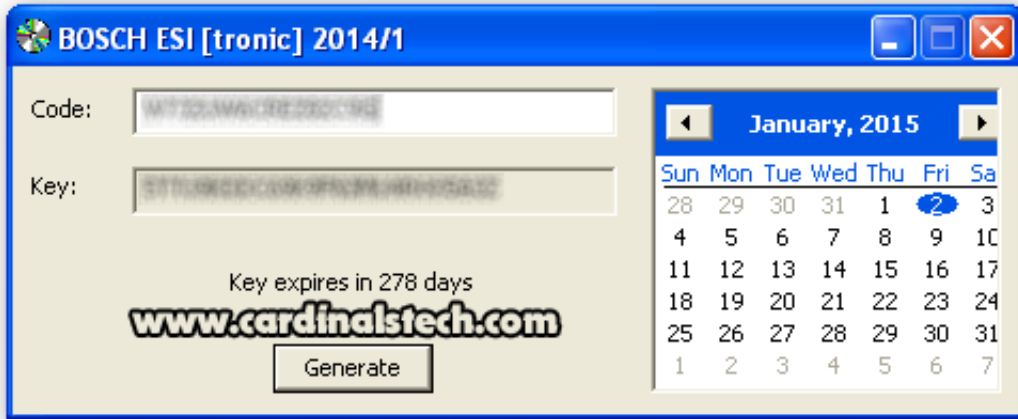 BOSCH ESI [tronic] 2014/1
Code:
Key:
Key expires in 278 days
www.cardinalstech.com
Generate
January, 2015
Sun Mon Tue Wed Thu Fri Sa
28 29 30 31 1 2 3
4 5 6 7 8 9 10
11 12 13 14 15 16 17
18 19 20 21 22 23 24
25 26 27 28 29 30 31
1 2 3 4 5 6 7